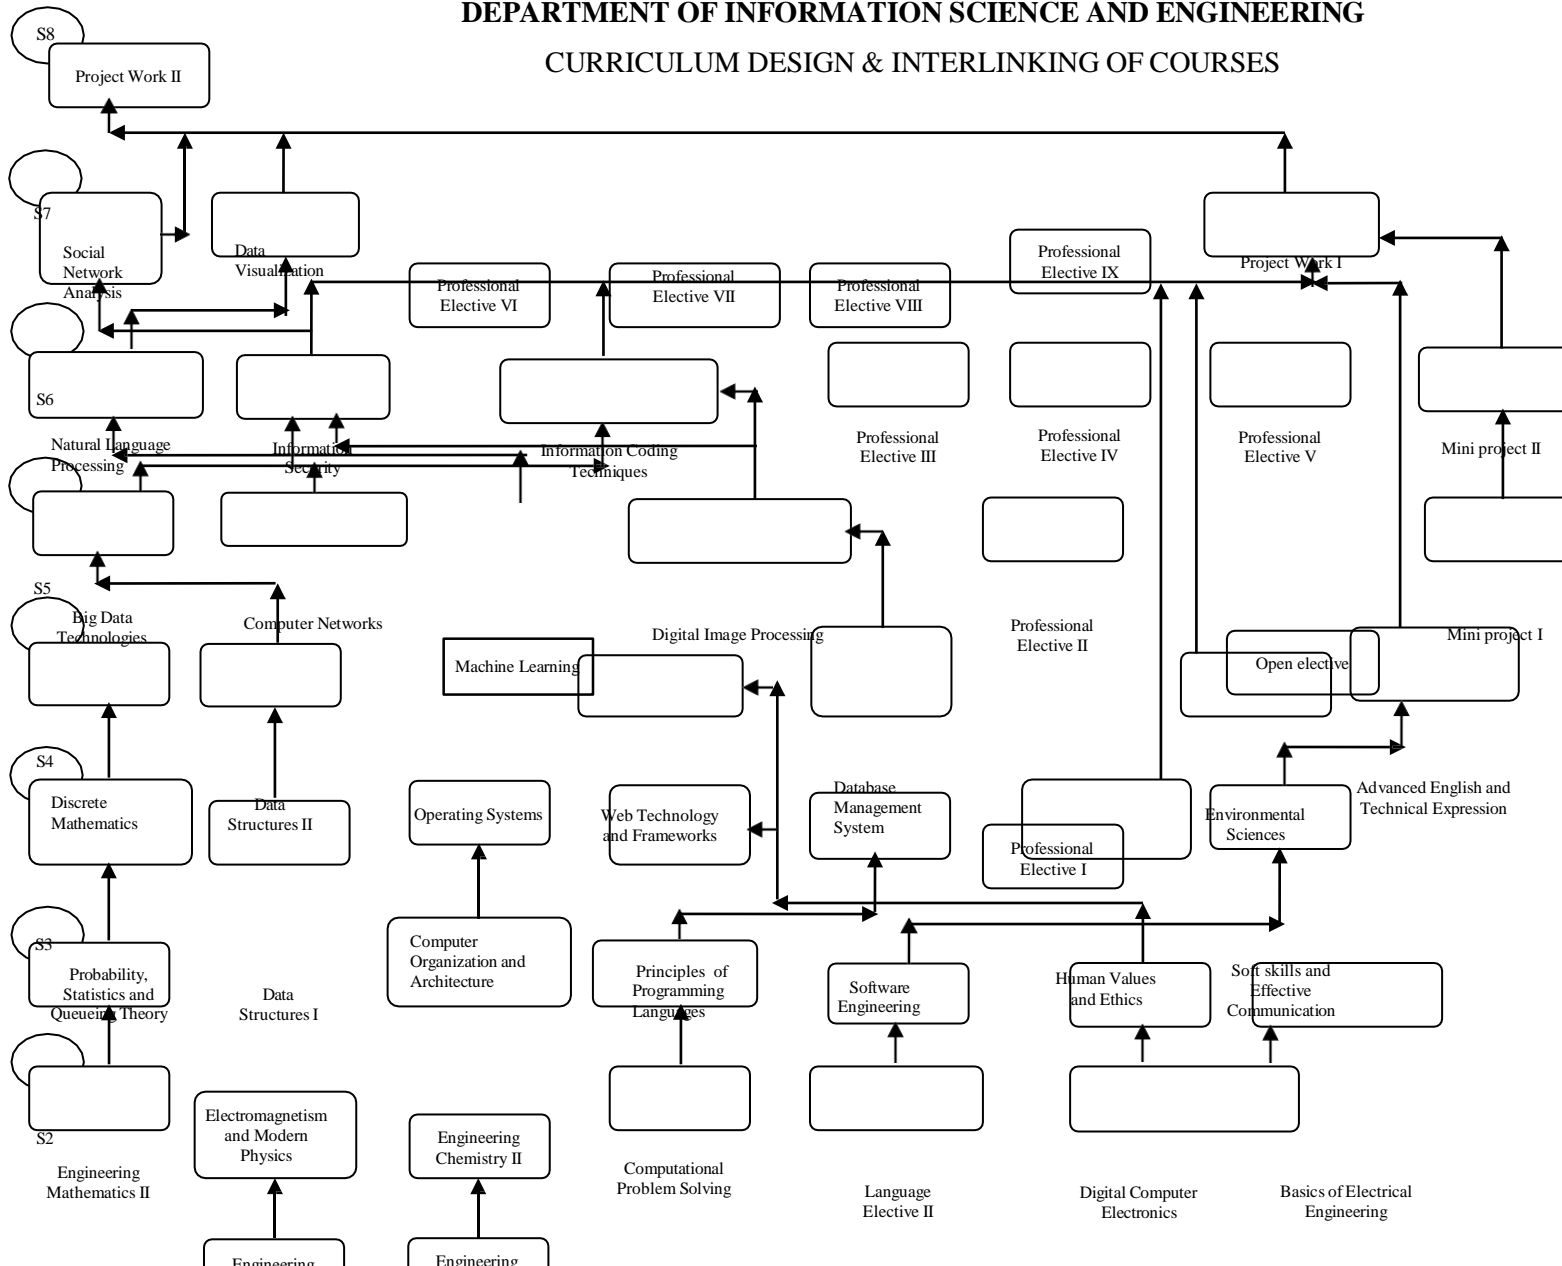 DEPARTMENT OF INFORMATION SCIENCE AND ENGINEERING
S8
CURRICULUM DESIGN & INTERLINKING OF COURSES
Project Work II
S7
Social
Network
Analysis
Data
Visualization
Professional
Elective VI
Professional
Elective VII
Professional
Elective VIII
Professional
Elective IX
Project Work I
S6
Natural Language
Processing
Information
Security
Information Coding
Techniques
Professional
Elective III
Professional
Elective IV
Professional
Elective V
Mini project II
S5
Big Data
Technologies
Computer Networks
Machine Learning
Digital Image Processing
Professional
Elective II
Open elective
Mini project I
S4
Discrete
Mathematics
Data
Structures II
Operating Systems
Web Technology
and Frameworks
Database
Management
System
Professional
Elective I
Environmental
Sciences
Advanced English and
Technical Expression
S3
Probability,
Statistics and
Queueing Theory
Data
Structures I
Computer
Organization and
Architecture
Principles of
Programming
Languages
Software
Engineering
Human Values
and Ethics
Soft skills and
Effective
Communication
S2
Engineering
Mathematics II
Electromagnetism
and Modern
Physics
Engineering
Chemistry II
Computational
Problem Solving
Language
Elective II
Digital Computer
Electronics
Basics of Electrical
Engineering
Engineering
Engineering